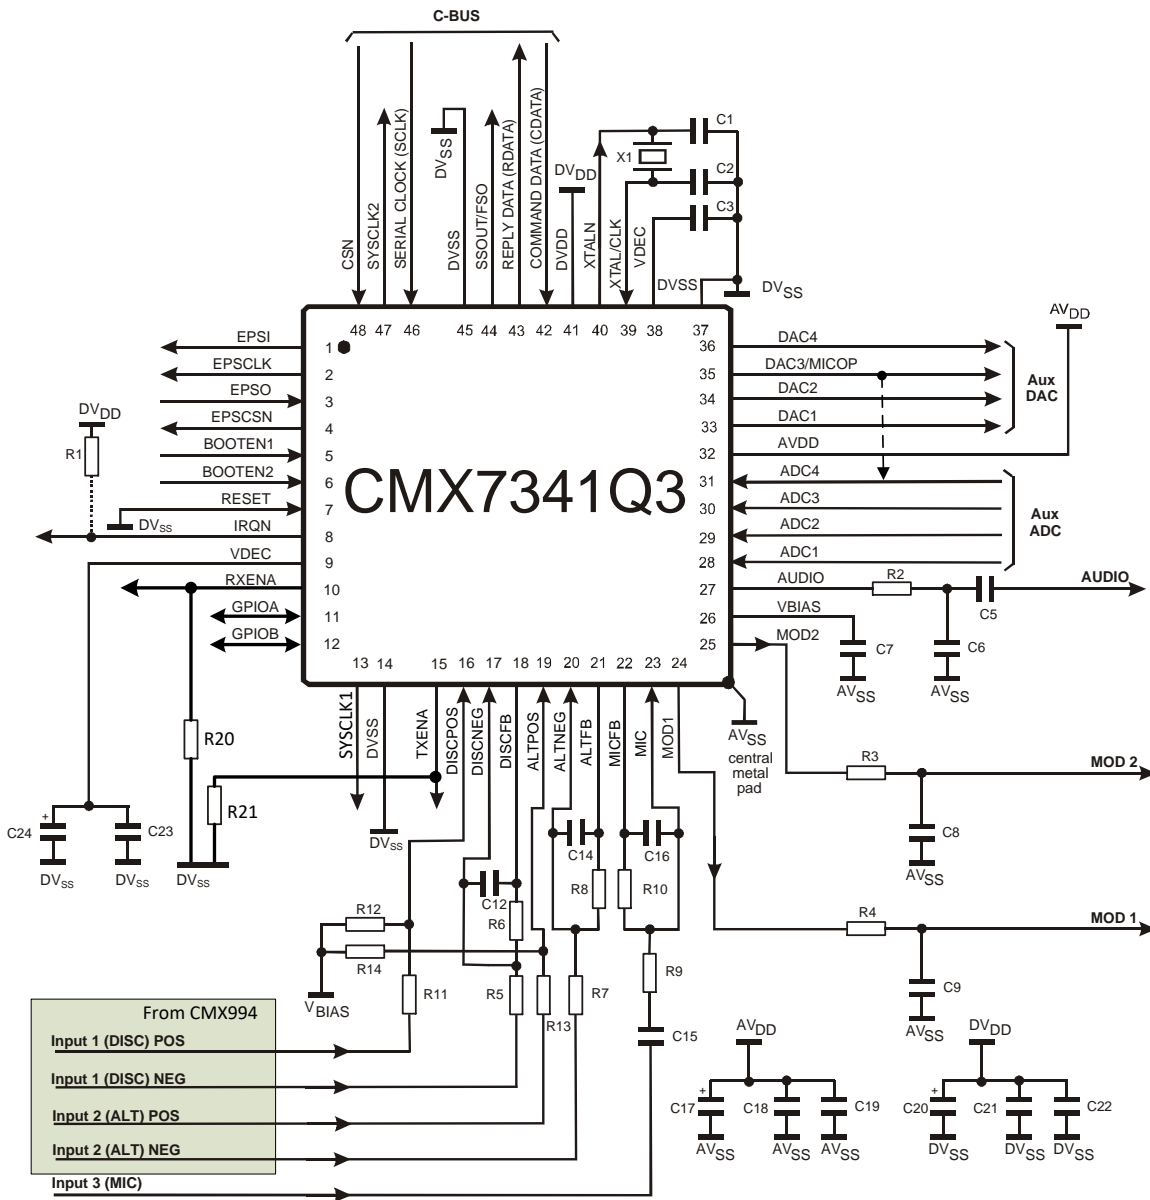 C-BUS
CSN
SYSCLK2
SERIAL CLOCK (SCLK)
DVSS
DVSS
SSOUT/FSO
REPLY DATA (RDATA)
COMMAND DATA (CDATA)
DVDD
DVDD
XTALN
XTAL/CLK
VDEC
DVSS
X1
C1
C2
C3
DVSS
48 47 46 45 44 43 42 41 40 39 38 37
EPSI 1
EPSCLK 2
EPSO 3
EPSCSN 4
BOOTEN1 5
BOOTEN2 6
RESET 7
IRQN 8
VDEC 9
RXENA 10
GPIOA 11
GPIOB 12
DVDD
R1
DVSS
CMX7341Q3
36 DAC4
35 DAC3/MICOP
34 DAC2
33 DAC1
32 AVDD
31 ADC4
30 ADC3
29 ADC2
28 ADC1
27 AUDIO
26 VBIAS
25 MOD2
AVDD
Aux
DAC
Aux
ADC
R2
C5
AUDIO
C7
C6
AVSS
AVSS
13 14 15 16 17 18 19 20 21 22 23 24
SYSCLK1
DVSS
TXENA
DISCPOS
DISCNEG
DISCFB
ALTPOS
ALTNEG
ALTFB
MICFB
MIC
MOD1
AVSS
central
metal
pad
R20
R21
C24
+
C23
DVSS
DVSS
DVSS
DVSS
R3
MOD 2
C8
AVSS
R4
MOD 1
C9
AVSS
C14
C16
C12
R8
R10
R12
R6
R14
R9
R11
R5
R13
R7
C15
VBIAS
From CMX994
Input 1 (DISC) POS
Input 1 (DISC) NEG
Input 2 (ALT) POS
Input 2 (ALT) NEG
Input 3 (MIC)
AVDD
+
C17
C18
C19
AVSS
AVSS
AVSS
DVDD
+
C20
C21
C22
DVSS
DVSS
DVSS